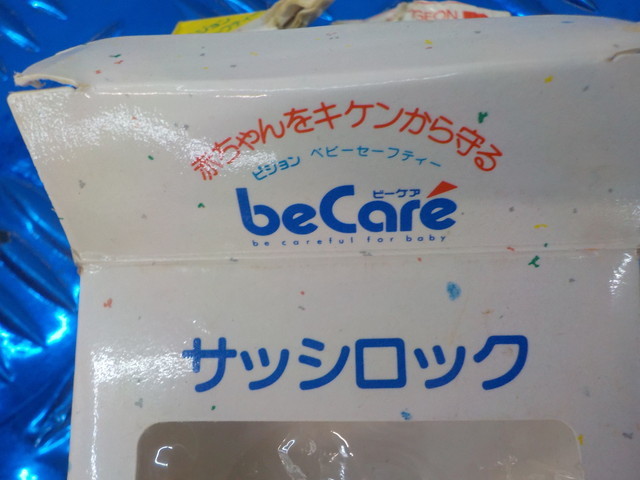 GEON
赤ちゃんをキケンから守る
ピジョン ベビーセーフティー
ビーケア
beCaré
be careful for baby
サッシロック